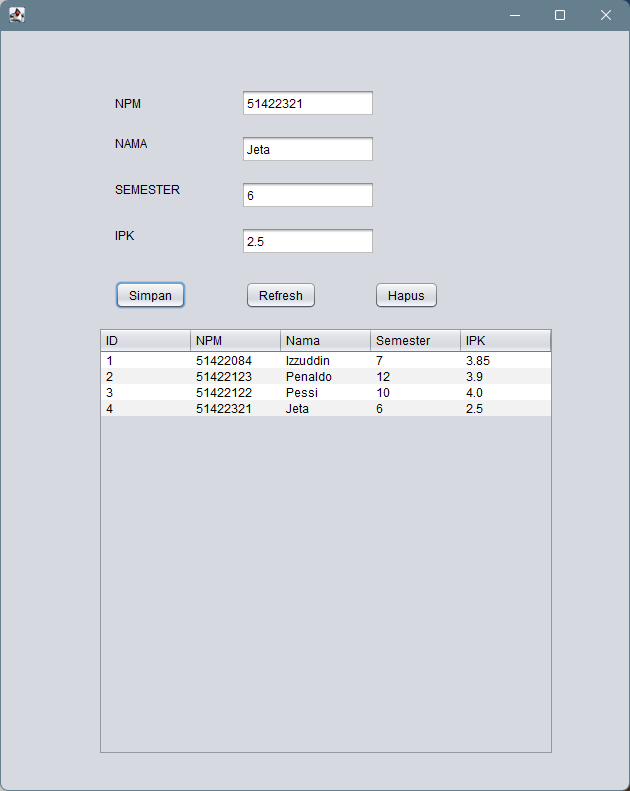 NPM 51422321
NAMA Jeta
SEMESTER 6
IPK 2.5
Simpan Refresh Hapus
ID NPM Nama Semester IPK
1 51422084 Izzuddin 7 3.85
2 51422123 Penaldo 12 3.9
3 51422122 Pessi 10 4.0
4 51422321 Jeta 6 2.5